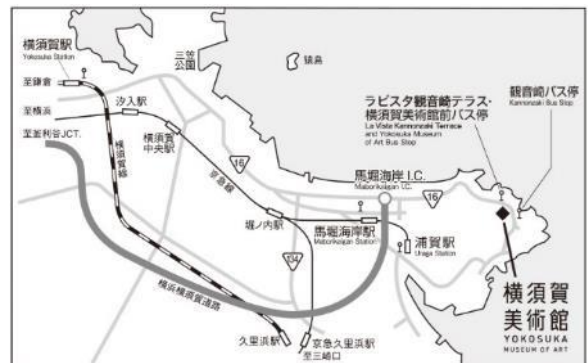 横須賀駅
Yokosuka Station
至鎌倉
至横浜
至釜利谷JCT.
汐入駅
横須賀
中央駅
三笠
公園
猿島
16
横須賀線
京急線
堀ノ内駅
134
馬堀海岸 I.C.
Maborikaigan I.C.
16
馬堀海岸駅
Maborikaigan Station
浦賀駅
Uraga Station
横浜横須賀道路
久里浜駅
京急久里浜駅
至三崎口
ラビスタ観音崎テラス・
横須賀美術館前バス停
La Vista Kannonzaki Terrace
and Yokosuka Museum
of Art Bus Stop
観音崎バス停
Kannonzaki Bus Stop
横須賀
美術館
YOKOSUKA
MUSEUM OF ART